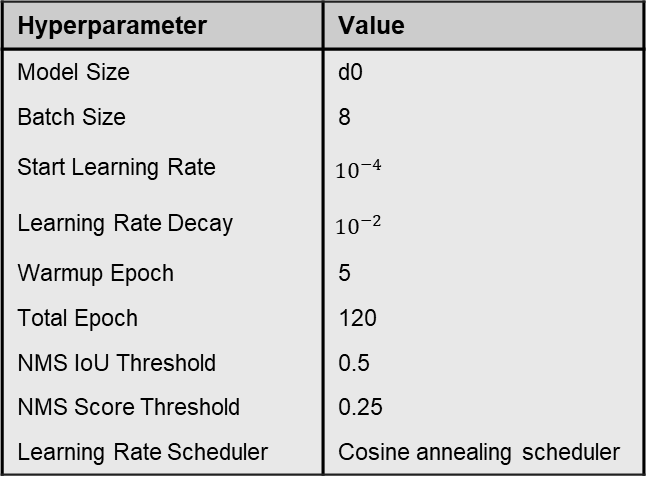 Hyperparameter Value
Model Size d0
Batch Size 8
Start Learning Rate 10⁻⁴
Learning Rate Decay 10⁻²
Warmup Epoch 5
Total Epoch 120
NMS IoU Threshold 0.5
NMS Score Threshold 0.25
Learning Rate Scheduler Cosine annealing scheduler